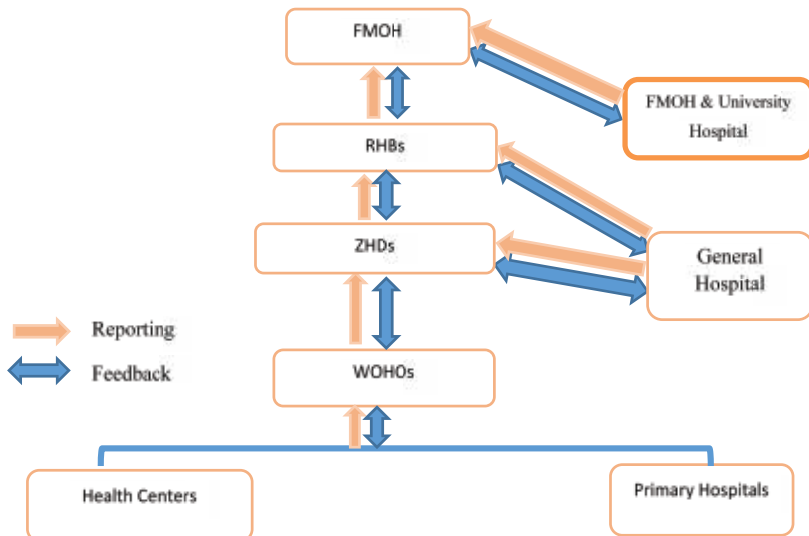 FMOH
FMOH & University
Hospital
RHBs
ZHDs
General
Hospital
Reporting
Feedback
WOHOs
Health Centers
Primary Hospitals